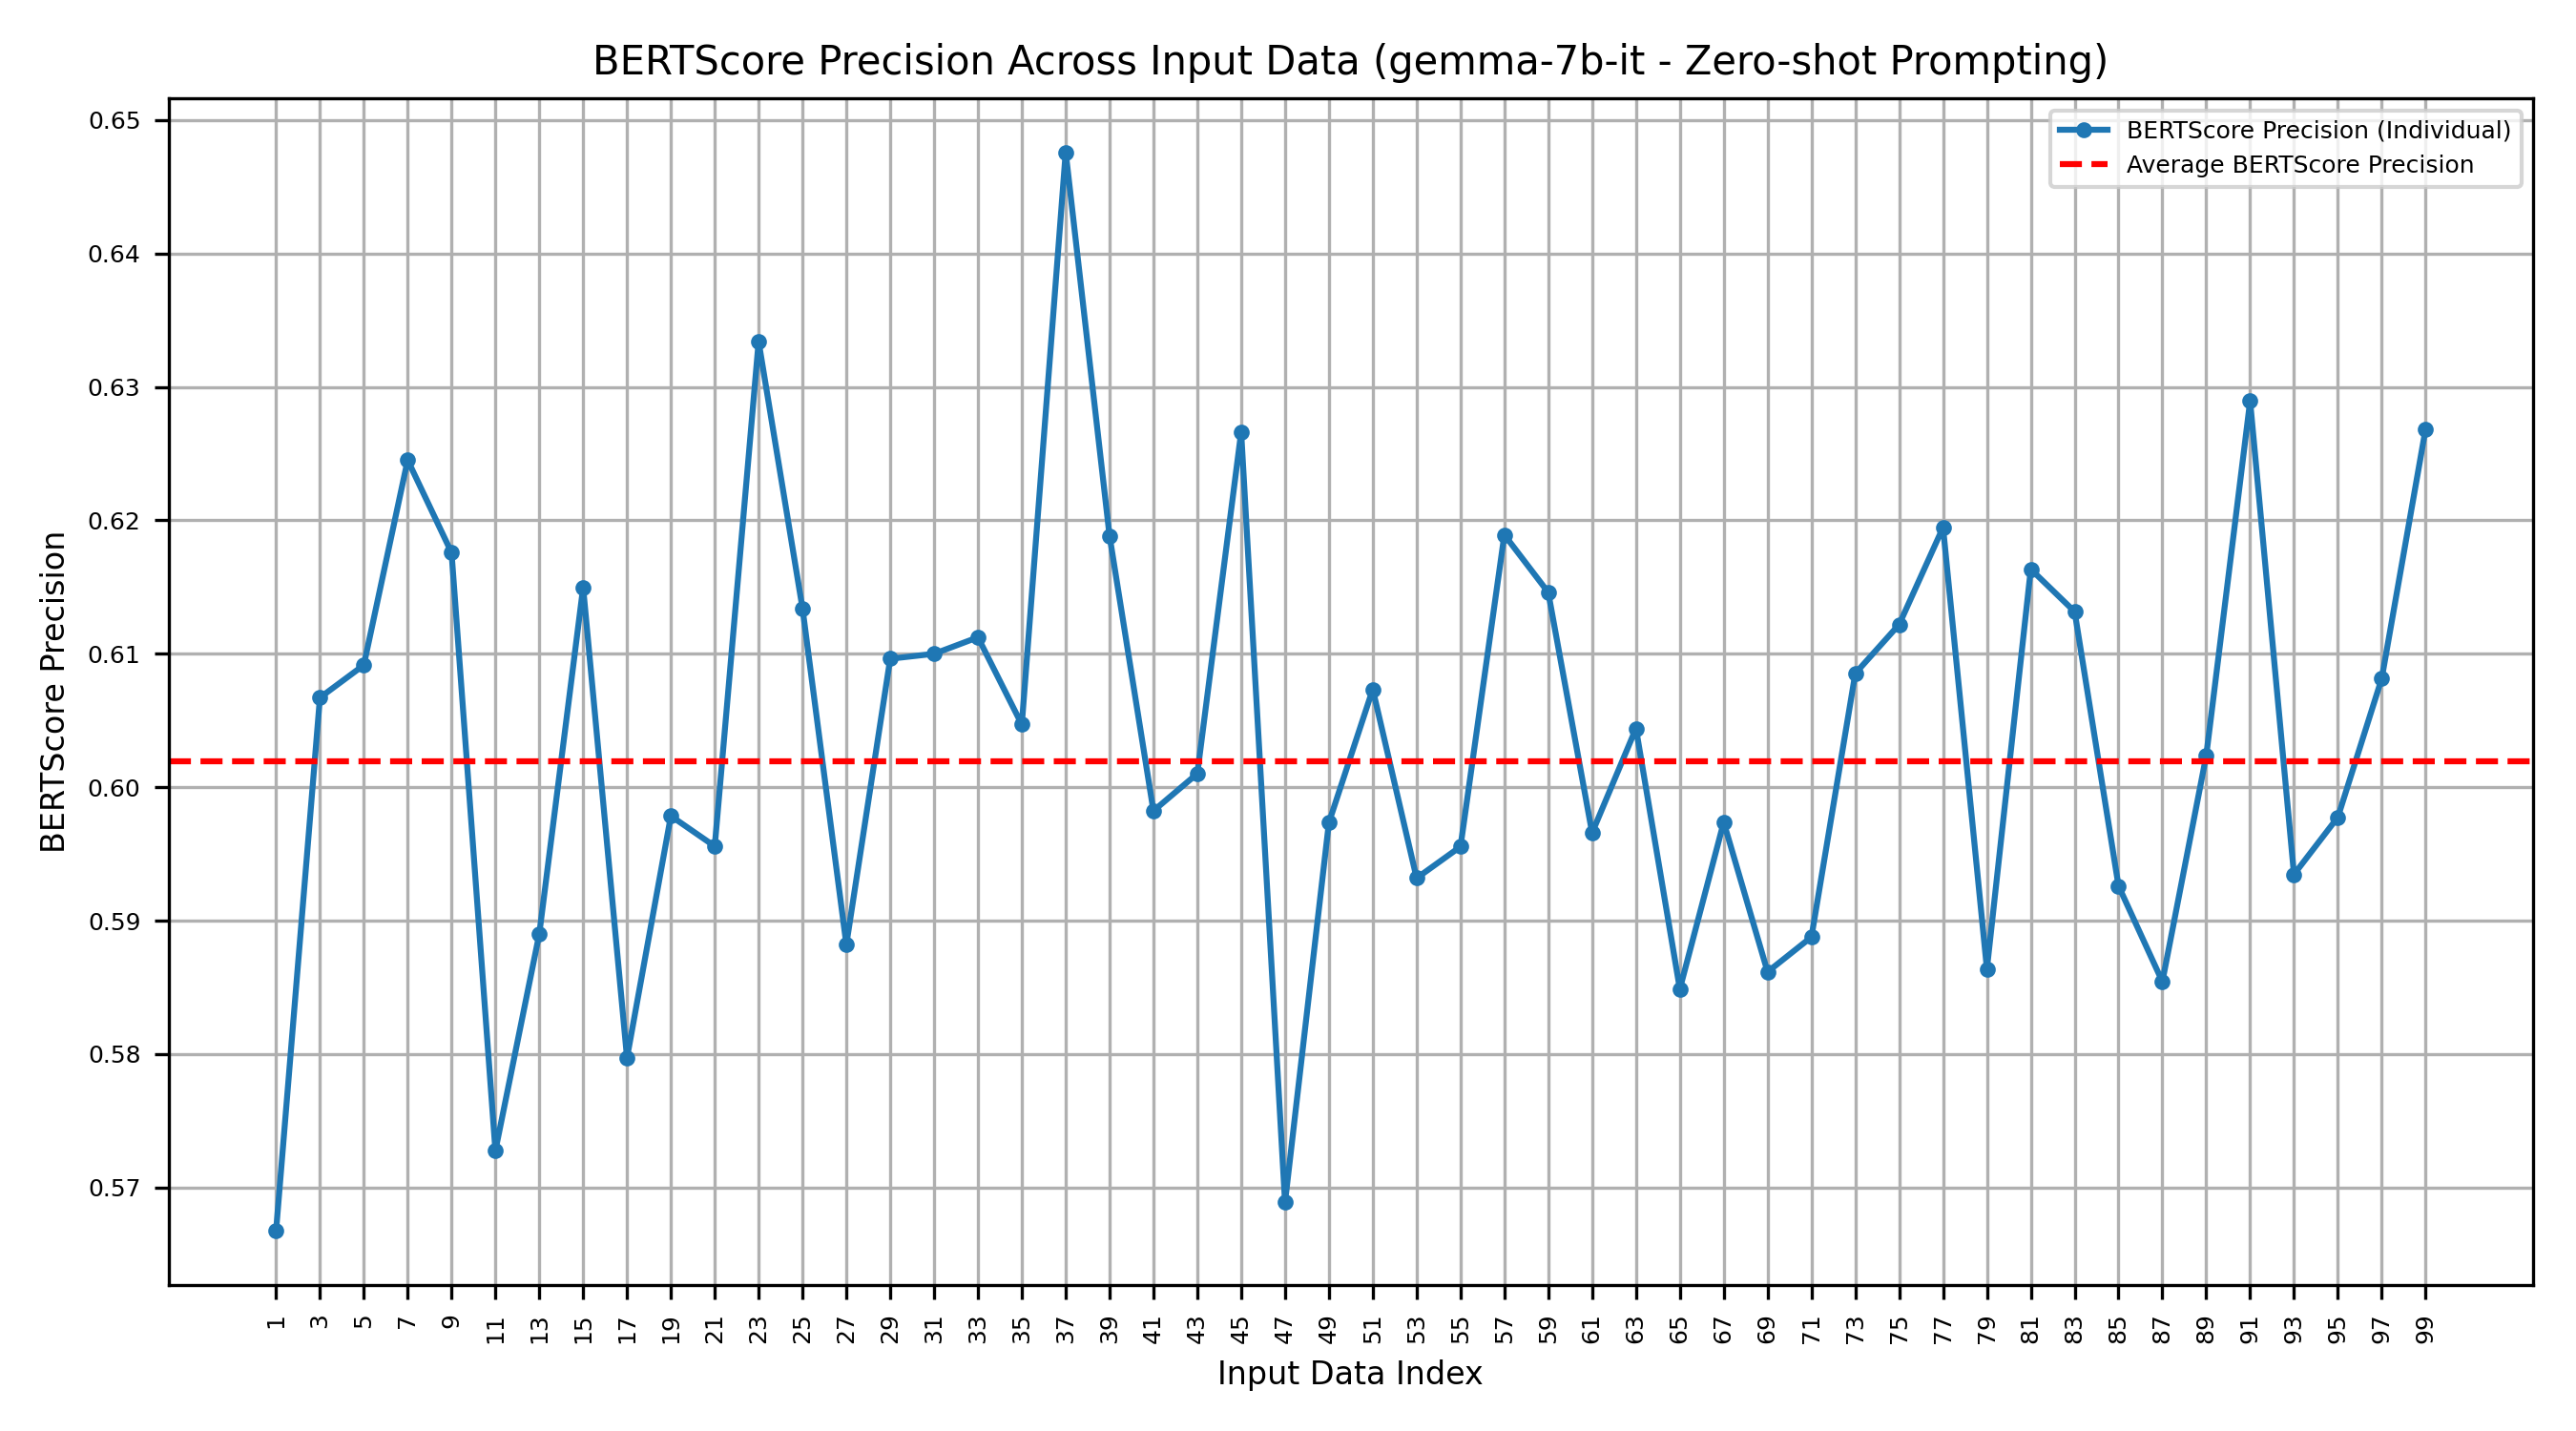 BERTScore Precision Across Input Data (gemma-7b-it - Zero-shot Prompting)
BERTScore Precision (Individual)
Average BERTScore Precision
BERTScore Precision
0.65
0.64
0.63
0.62
0.61
0.60
0.59
0.58
0.57
1 3 5 7 9 11 13 15 17 19 21 23 25 27 29 31 33 35 37 39 41 43 45 47 49 51 53 55 57 59 61 63 65 67 69 71 73 75 77 79 81 83 85 87 89 91 93 95 97 99
Input Data Index